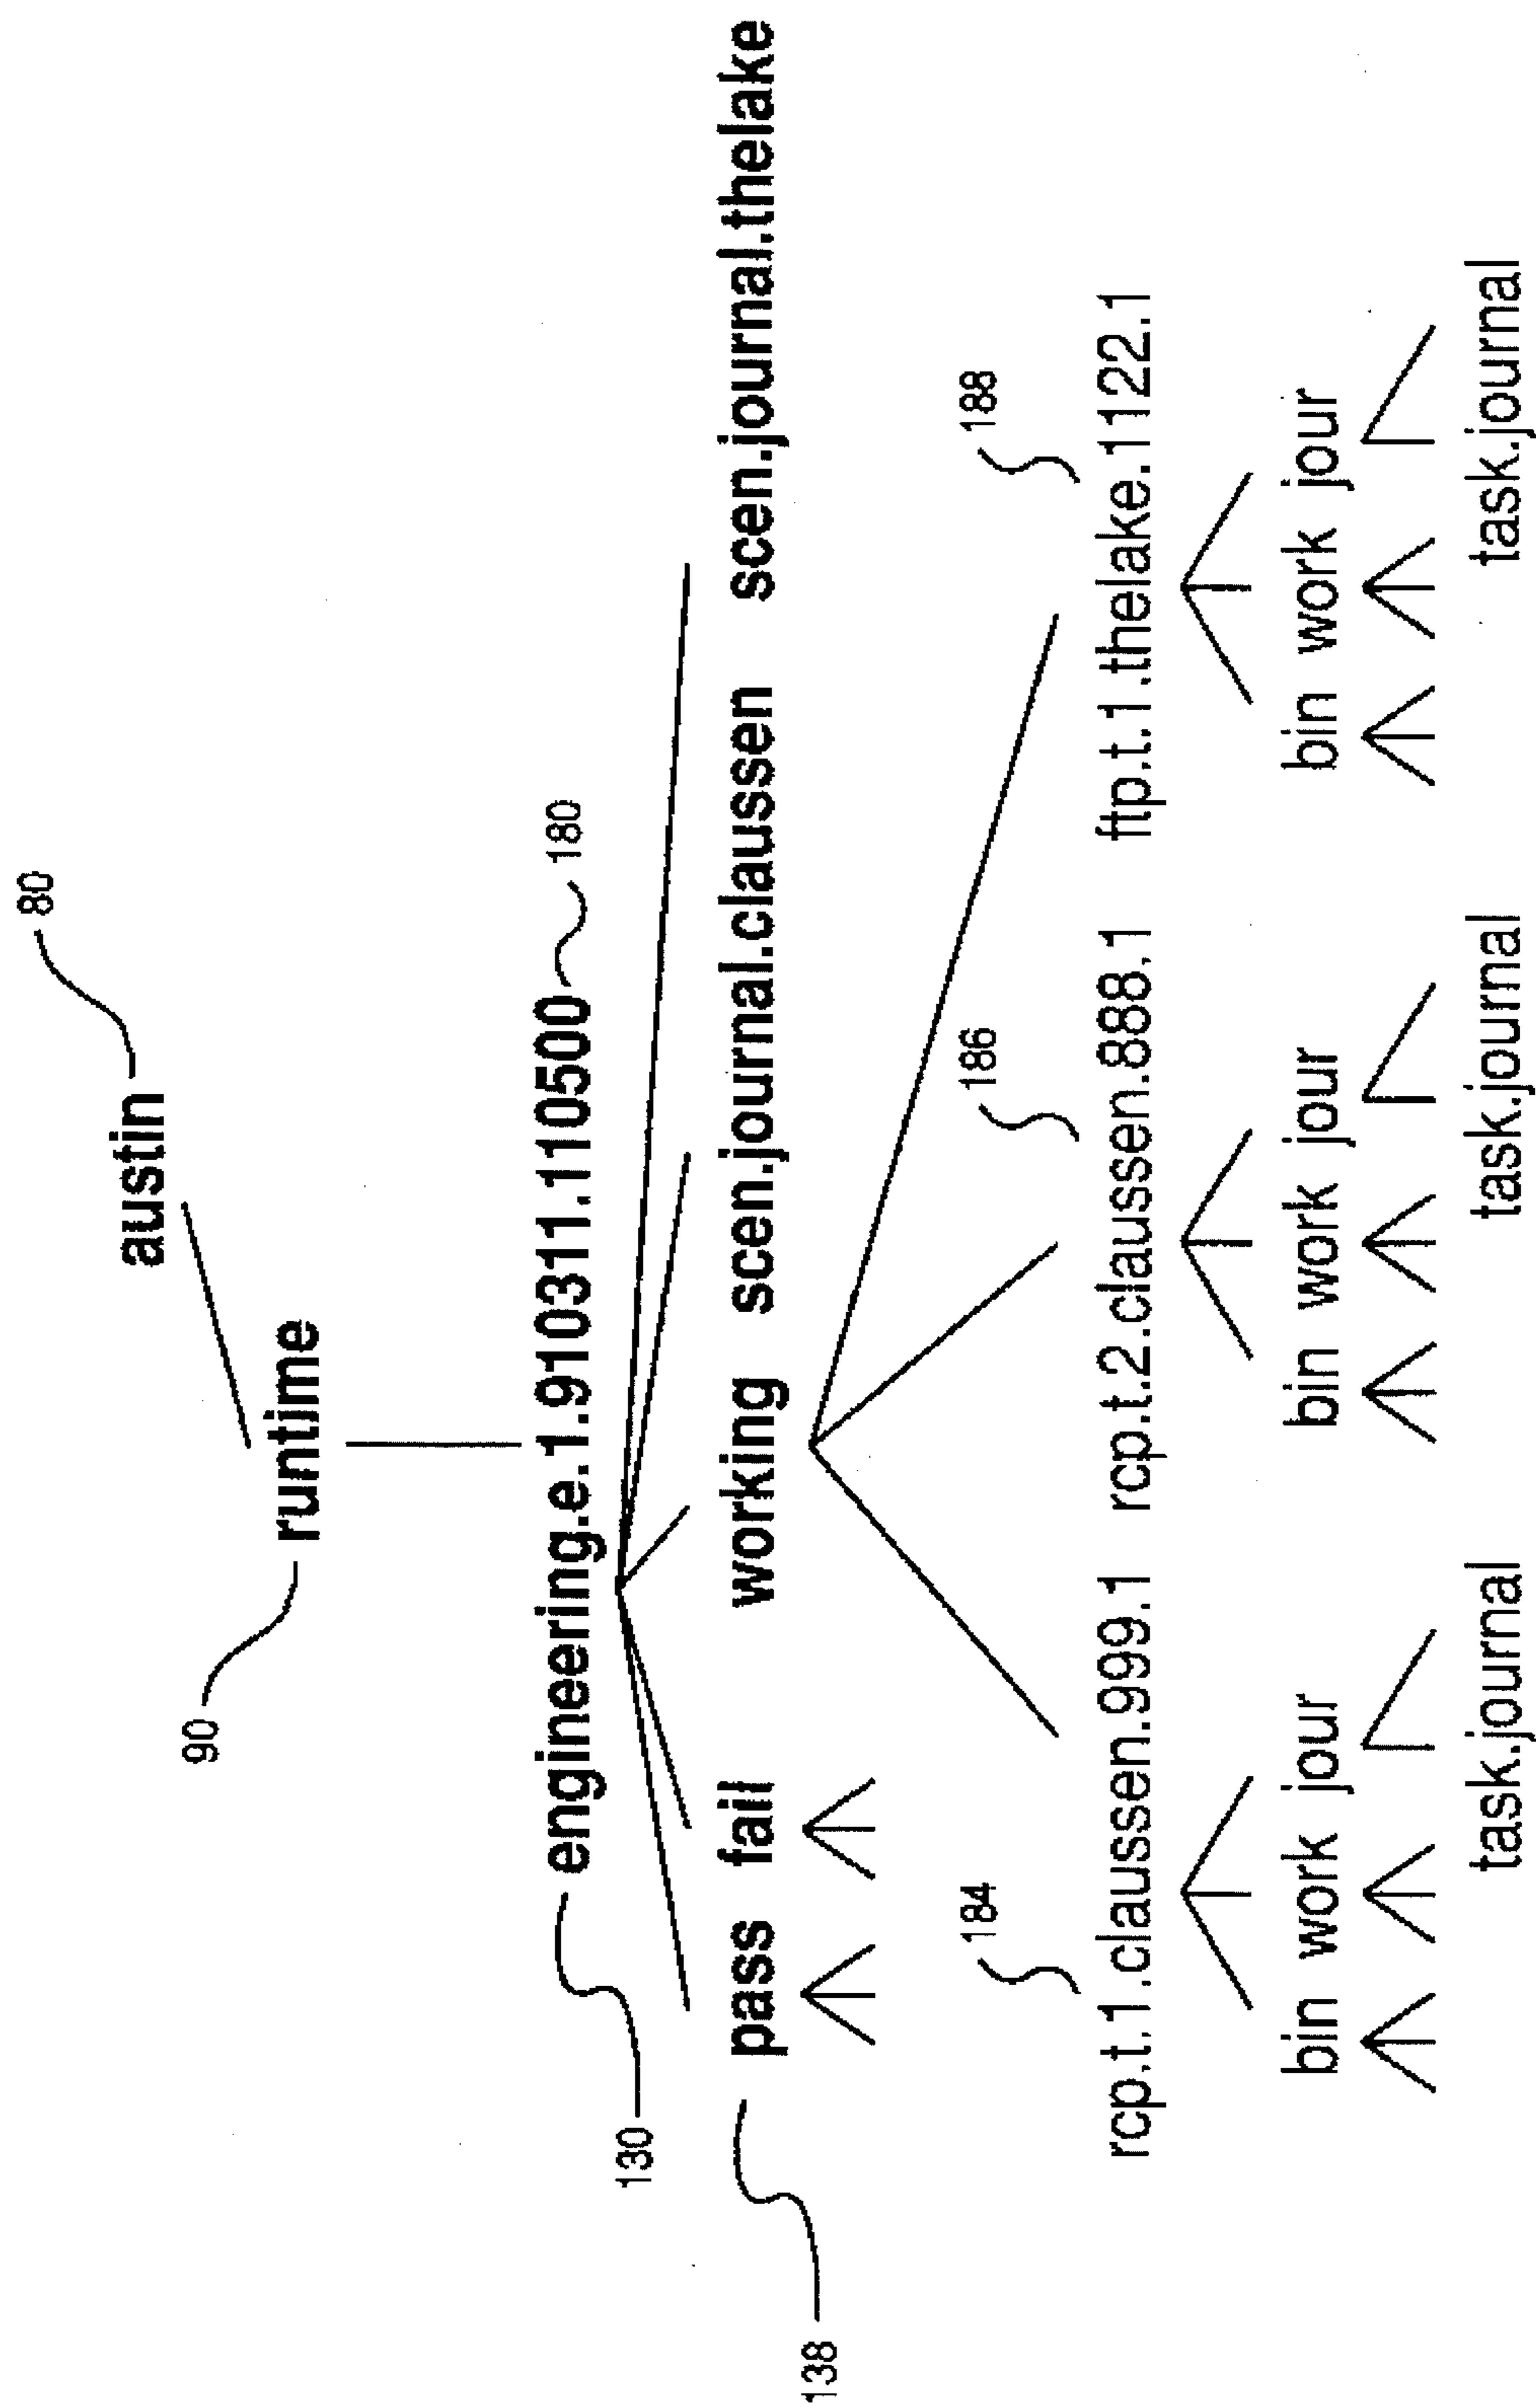 80
austin
90
runtime
130
engineering.e.1.910311.110500
180
138
pass fail working scen.journal.claussen scen.journal.thelake
184
186
188
rcp.t.1.claussen.999.1 rcp.t.2.claussen.888.1 ftp.t.1.thelake.1122.1
bin work jour bin work jour bin work jour
task.journal task.journal task.journal